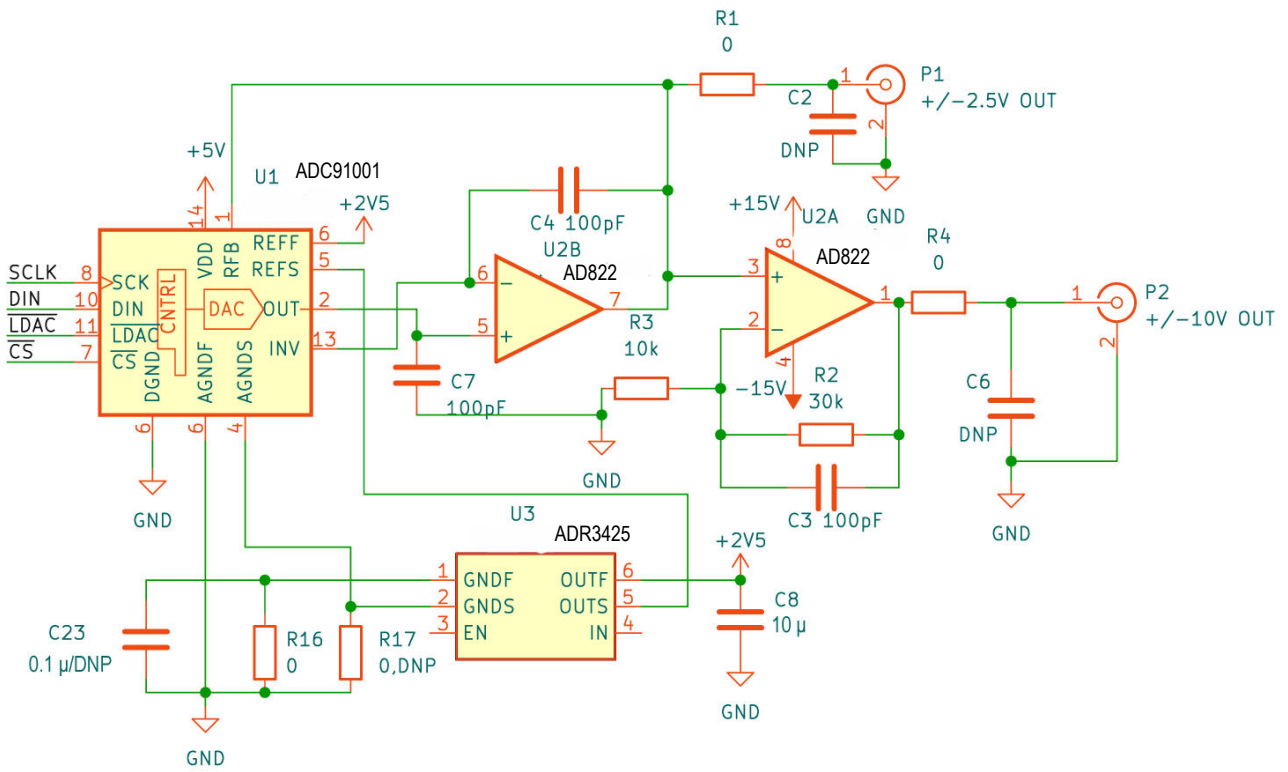 R1
0
P1
+/-2.5V OUT
1
2
C2
DNP
GND
+5V
U1
ADC91001
+2V5
14
1
VDD
RFB
REFF
6
REFS
5
SCLK
8
SCK
DIN
10
DIN
LDAC
11
LDAC
CS
7
CS
CNTRL
DAC
OUT
2
INV
13
DGND
AGNDF
AGNDS
6
6
4
GND
C4 100pF
U2B
AD822
6
-
5
+
7
C7
100pF
R3
10k
GND
+15V
U2A
AD822
8
3
+
2
-
1
4
-15V
R2
30k
C3 100pF
R4
0
P2
+/-10V OUT
1
2
C6
DNP
GND
U3
ADR3425
1
GNDF
2
GNDS
3
EN
OUTF
6
OUTS
5
IN
4
+2V5
C8
10 µ
GND
C23
0.1 µ/DNP
R16
0
R17
0,DNP
GND